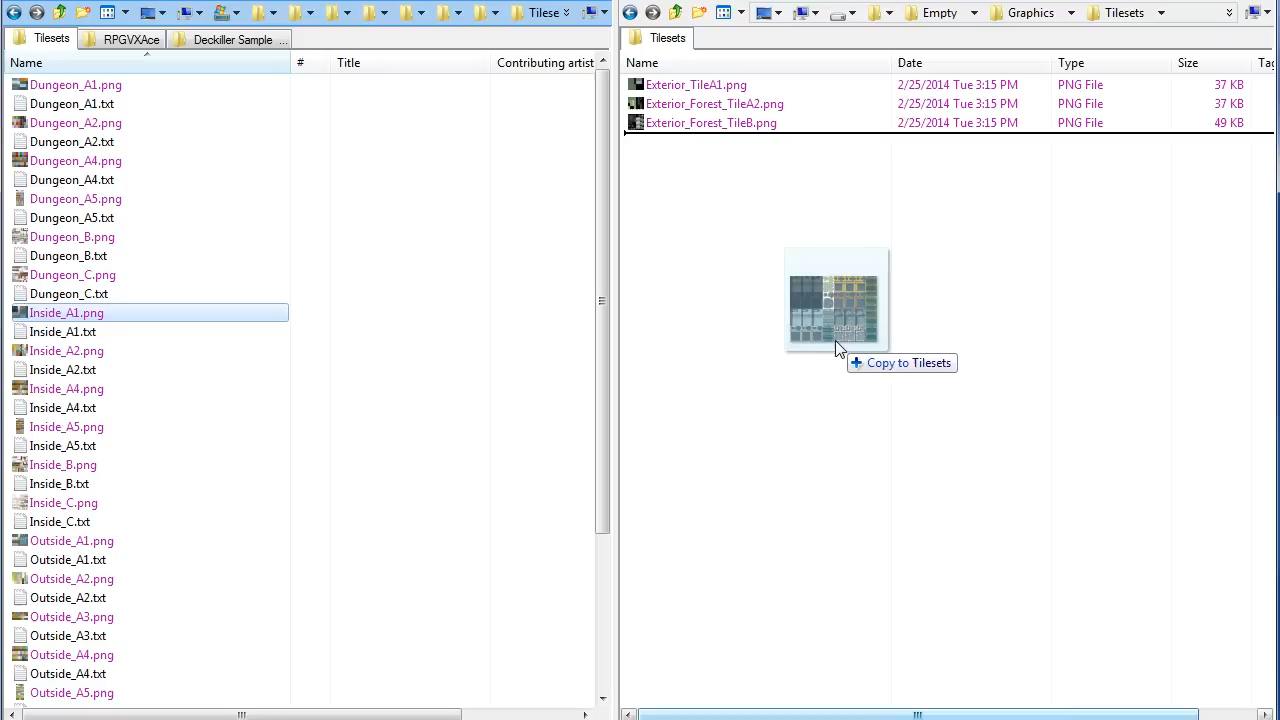 Tilese
Empty Graphics Tilesets
Tilesets RPGVXAce Deckiller Sample ...
Tilesets
Name # Title Contributing artist
Name Date Type Size Tag
Dungeon_A1.png
Dungeon_A1.txt
Dungeon_A2.png
Dungeon_A2.txt
Dungeon_A4.png
Dungeon_A4.txt
Dungeon_A5.png
Dungeon_A5.txt
Dungeon_B.png
Dungeon_B.txt
Dungeon_C.png
Dungeon_C.txt
Inside_A1.png
Inside_A1.txt
Inside_A2.png
Inside_A2.txt
Inside_A4.png
Inside_A4.txt
Inside_A5.png
Inside_A5.txt
Inside_B.png
Inside_B.txt
Inside_C.png
Inside_C.txt
Outside_A1.png
Outside_A1.txt
Outside_A2.png
Outside_A2.txt
Outside_A3.png
Outside_A3.txt
Outside_A4.png
Outside_A4.txt
Outside_A5.png
Exterior_TileA1.png 2/25/2014 Tue 3:15 PM PNG File 37 KB
Exterior_Forest_TileA2.png 2/25/2014 Tue 3:15 PM PNG File 37 KB
Exterior_Forest_TileB.png 2/25/2014 Tue 3:15 PM PNG File 49 KB
Copy to Tilesets